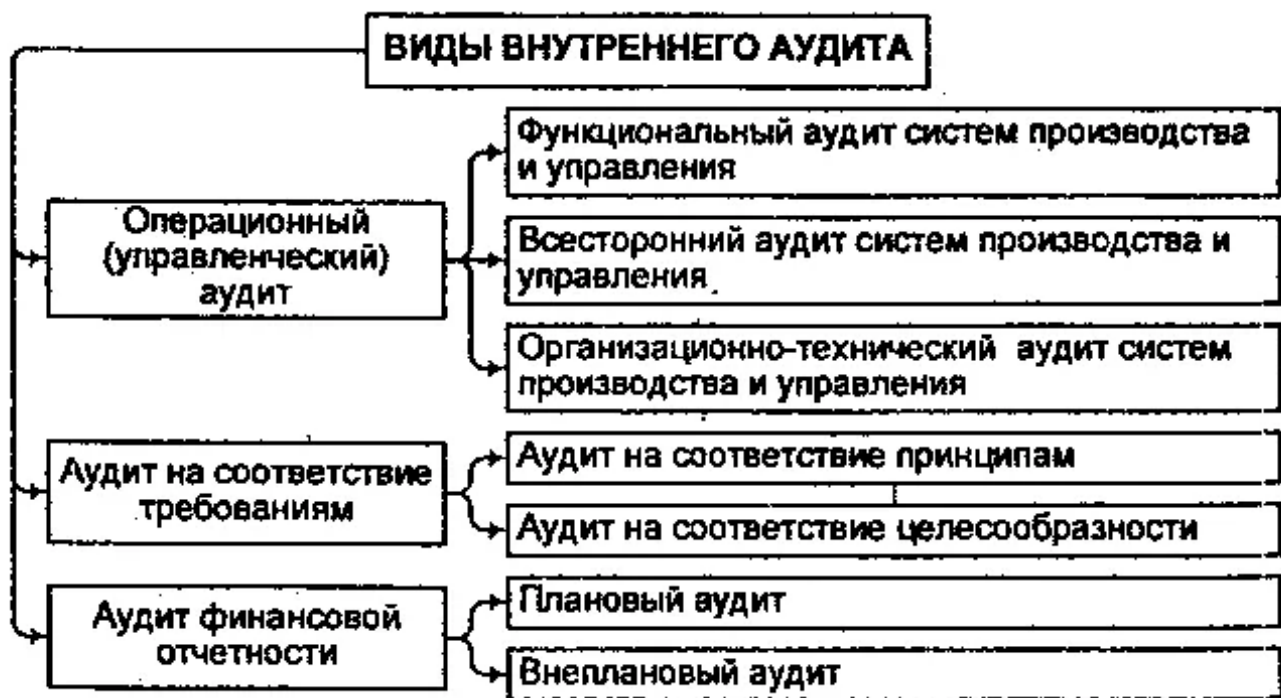 ВИДЫ ВНУТРЕННЕГО АУДИТА
Операционный
(управленческий)
аудит
Функциональный аудит систем производства
и управления
Всесторонний аудит систем производства и
управления
Организационно-технический аудит систем
производства и управления
Аудит на соответствие
требованиям
Аудит на соответствие принципам
Аудит на соответствие целесообразности
Аудит финансовой
отчетности
Плановый аудит
Внеплановый аудит